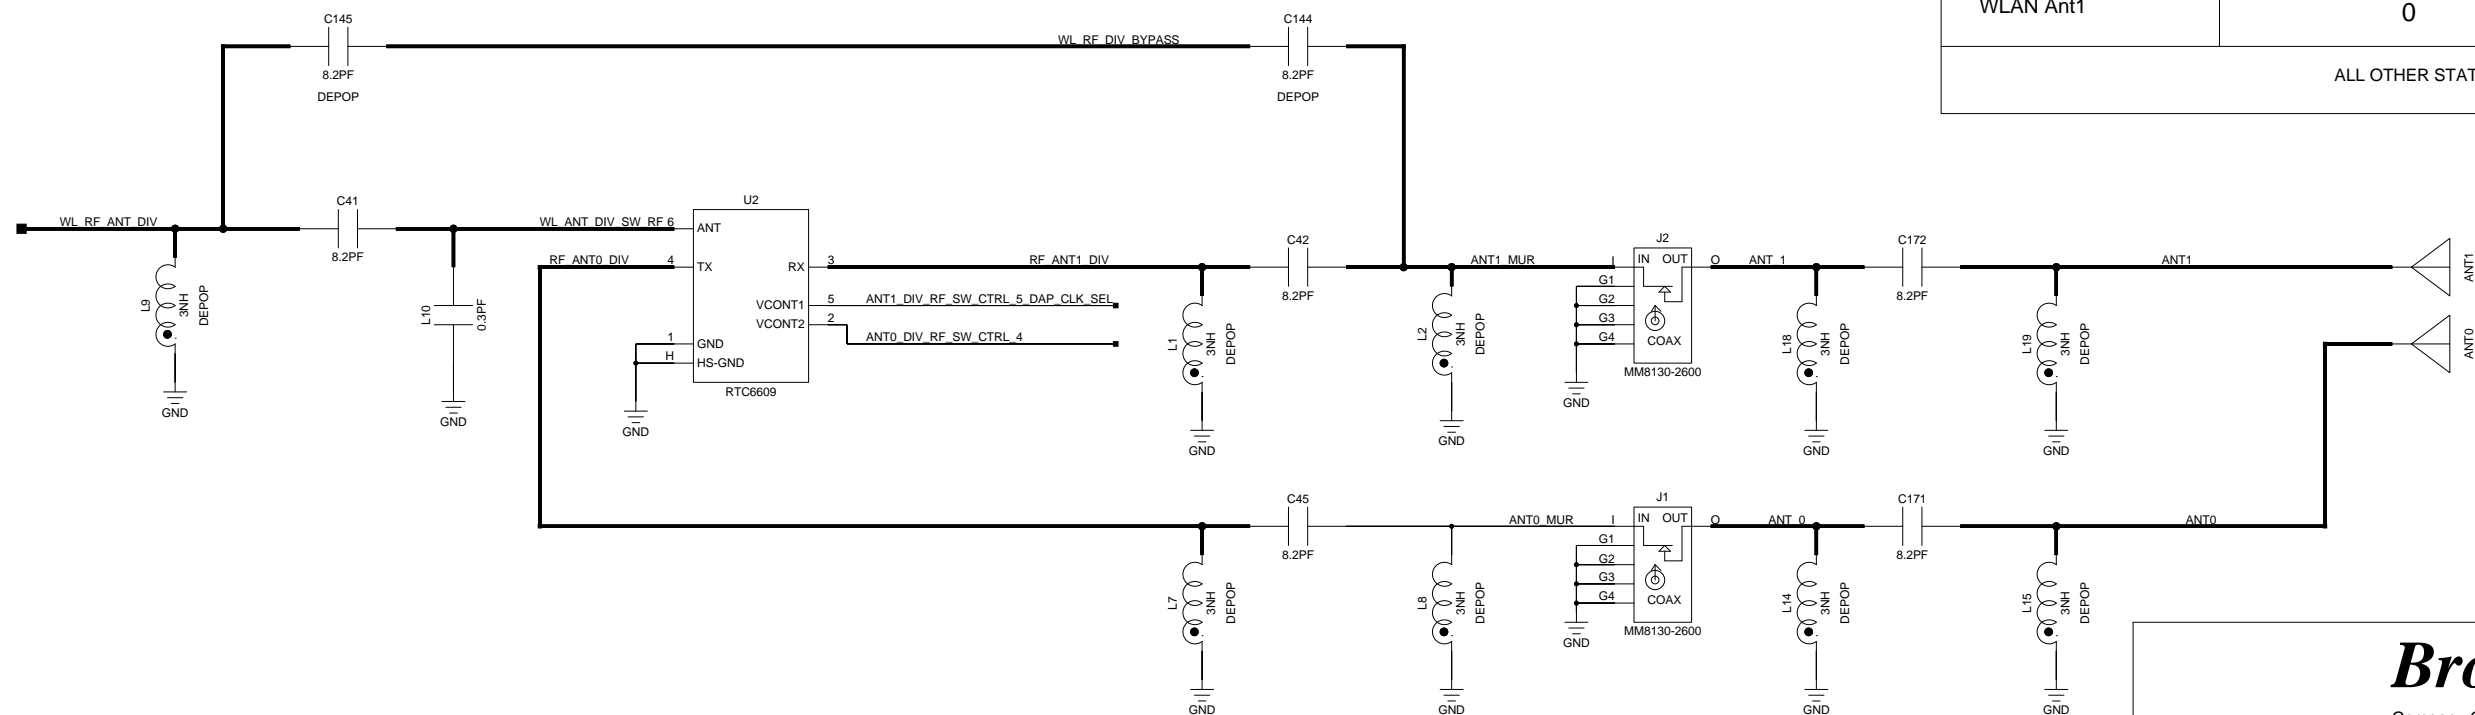 WLAN Ant1
0
ALL OTHER STAT
C145
8.2PF
DEPOP
WL_RF_DIV_BYPASS
C144
8.2PF
DEPOP
WL_RF_ANT_DIV
C41
8.2PF
WL_ANT_DIV_SW_RF 6
L9
3NH
DEPOP
GND
L10
0.3PF
GND
U2
ANT
RF_ANT0_DIV
4
TX
RX
3
VCONT1
5
VCONT2
2
1
GND
H
HS-GND
RTC6609
GND
RF_ANT1_DIV
ANT1_DIV_RF_SW_CTRL_5_DAP_CLK_SEL
ANT0_DIV_RF_SW_CTRL_4
L1
3NH
DEPOP
GND
C42
8.2PF
ANT1_MUR
L2
3NH
DEPOP
GND
J2
I
IN OUT
O
G1
G2
G3
G4
COAX
MM8130-2600
GND
ANT_1
L18
3NH
DEPOP
GND
C172
8.2PF
ANT1
L19
3NH
DEPOP
GND
ANT1
ANT0
C45
8.2PF
L7
3NH
DEPOP
GND
ANT0_MUR
L8
3NH
DEPOP
GND
J1
I
IN OUT
O
G1
G2
G3
G4
COAX
MM8130-2600
GND
ANT_0
L14
3NH
DEPOP
GND
C171
8.2PF
ANT0
L15
3NH
DEPOP
GND
Bro